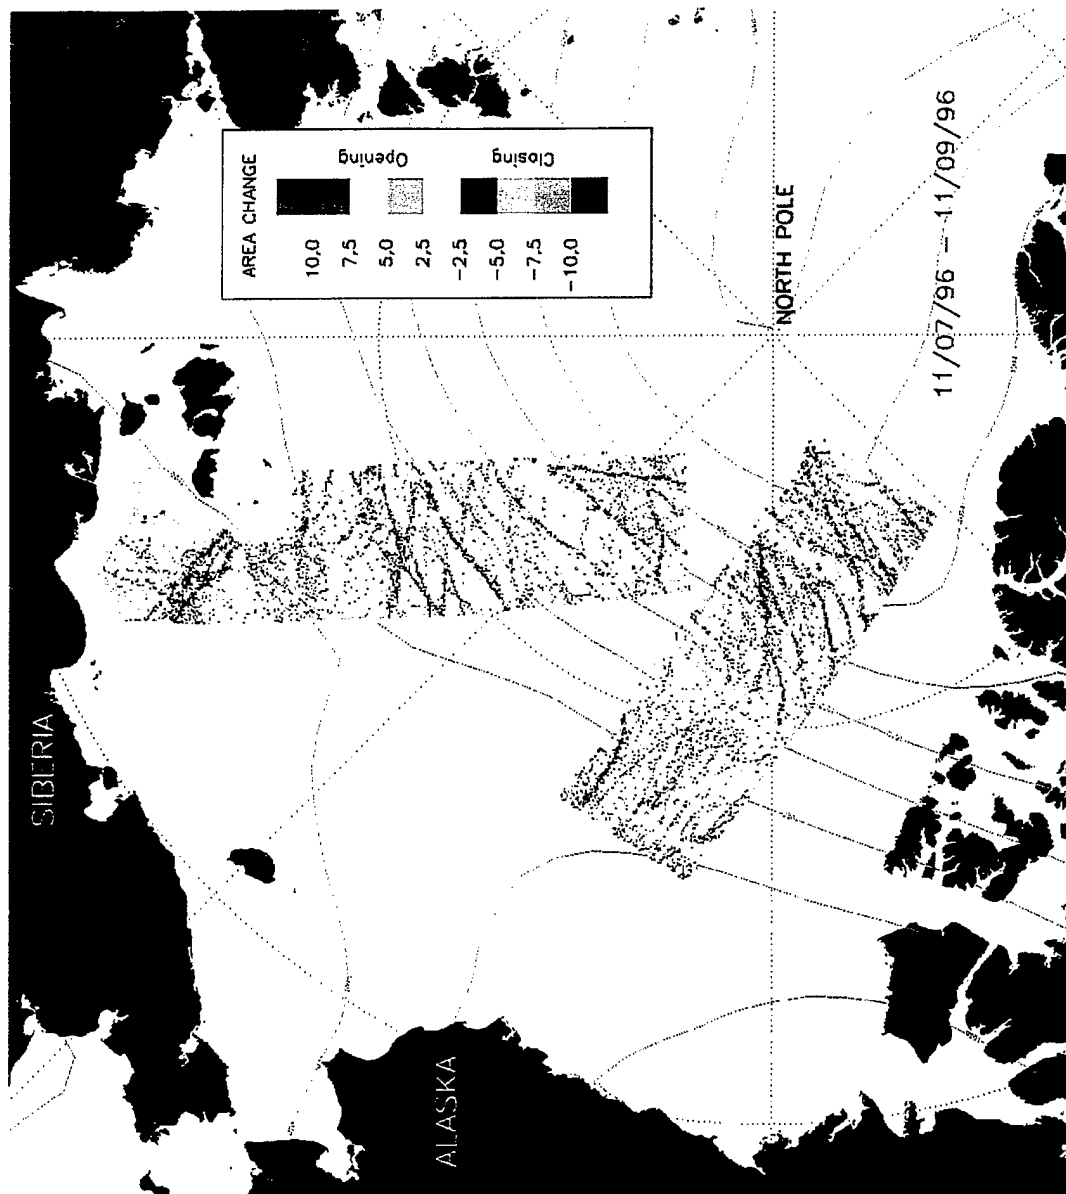 SIBERIA
AREA CHANGE
10.0
7.5
5.0
2.5
-2.5
-5.0
-7.5
-10.0
Opening
Closing
NORTH POLE
11/07/96 - 11/09/96
ALASKA